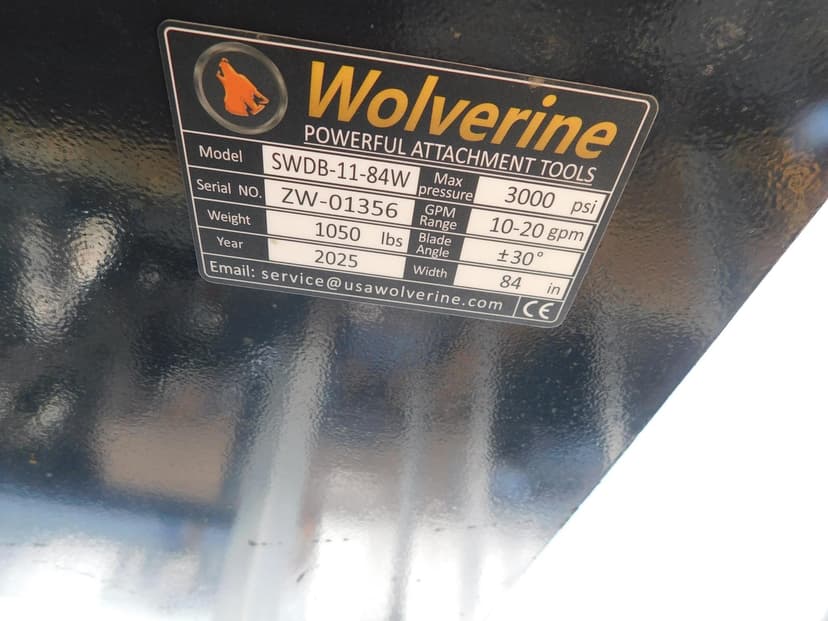 Wolverine
POWERFUL ATTACHMENT TOOLS
Model SWDB-11-84W Max pressure 3000 psi
Serial NO. ZW-01356 GPM Range 10-20 gpm
Weight 1050 lbs Blade Angle ±30°
Year 2025 Width 84 in
Email: service@usawolverine.com CE